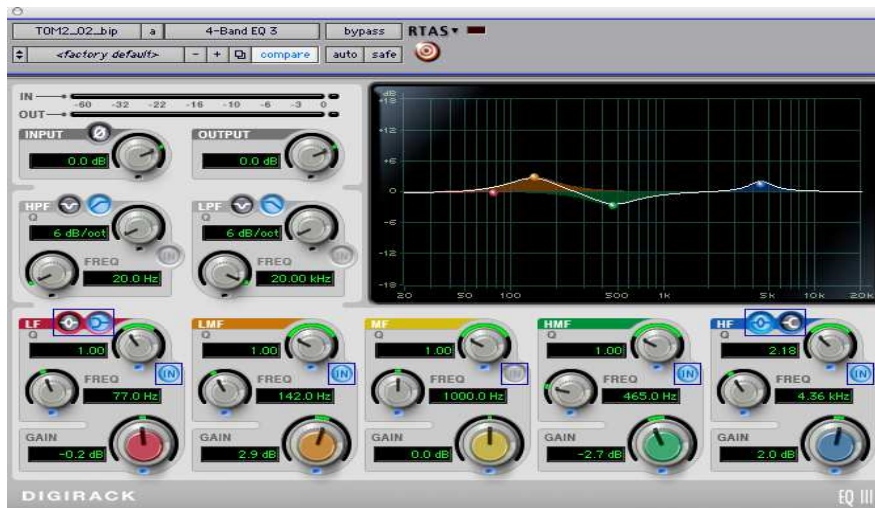 TOM2_02_bip a 4-Band EQ 3 bypass RTAS
<factory default> - + compare auto safe
IN -60 -32 -22 -16 -10 -6 -3 0
OUT
INPUT Ø OUTPUT
0.0 dB 0.0 dB
HPF LPF
Q Q
6 dB/oct 6 dB/oct
IN IN
FREQ FREQ
20.0 Hz 20.00 kHz
dB
+18
+12
+6
0
-6
-12
-18
20 50 100 500 1K 5K 10K 20K
LF LMF MF HMF HF
Q Q Q Q Q
1.00 1.00 1.00 1.00 2.18
IN IN IN IN IN
FREQ FREQ FREQ FREQ FREQ
77.0 Hz 142.0 Hz 1000.0 Hz 465.0 Hz 4.36 kHz
GAIN GAIN GAIN GAIN GAIN
-0.2 dB 2.9 dB 0.0 dB -2.7 dB 2.0 dB
DIGIRACK EQ III